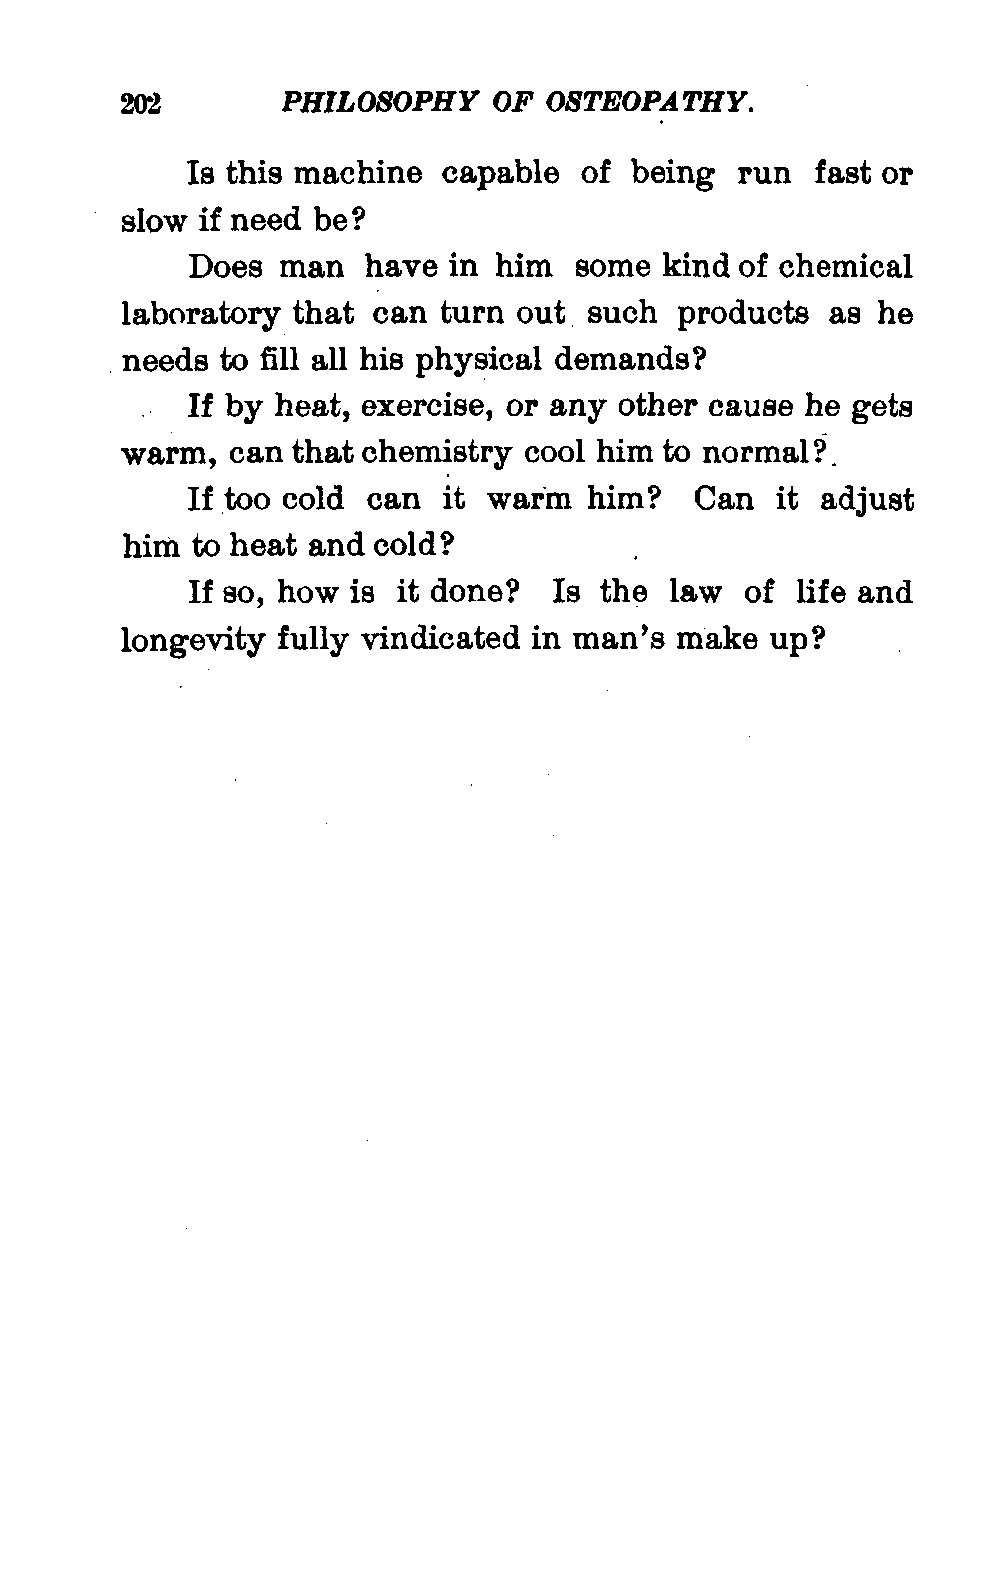 202 PHILOSOPHY OF OSTEOPATHY.
Is this machine capable of being run fast or
slow if need be?
Does man have in him some kind of chemical
laboratory that can turn out such products as he
needs to fill all his physical demands?
If by heat, exercise, or any other cause he gets
warm, can that chemistry cool him to normal?
If too cold can it warm him? Can it adjust
him to heat and cold?
If so, how is it done? Is the law of life and
longevity fully vindicated in man's make up?